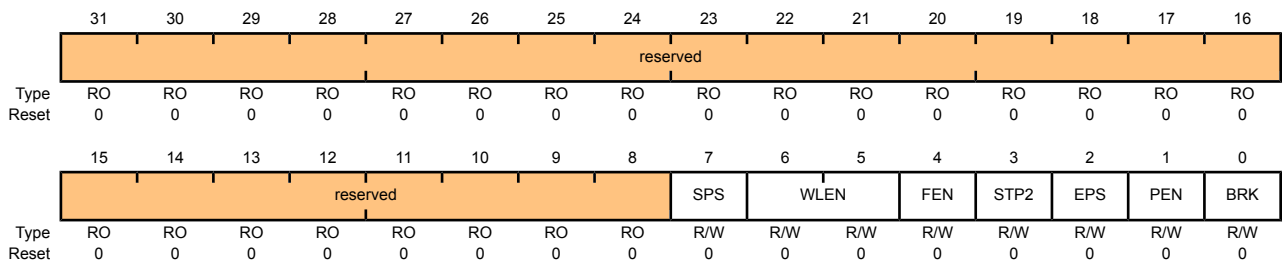 31 30 29 28 27 26 25 24 23 22 21 20 19 18 17 16
reserved
Type RO RO RO RO RO RO RO RO RO RO RO RO RO RO RO RO
Reset 0 0 0 0 0 0 0 0 0 0 0 0 0 0 0 0
15 14 13 12 11 10 9 8 7 6 5 4 3 2 1 0
reserved SPS WLEN FEN STP2 EPS PEN BRK
Type RO RO RO RO RO RO RO RO R/W R/W R/W R/W R/W R/W R/W R/W
Reset 0 0 0 0 0 0 0 0 0 0 0 0 0 0 0 0